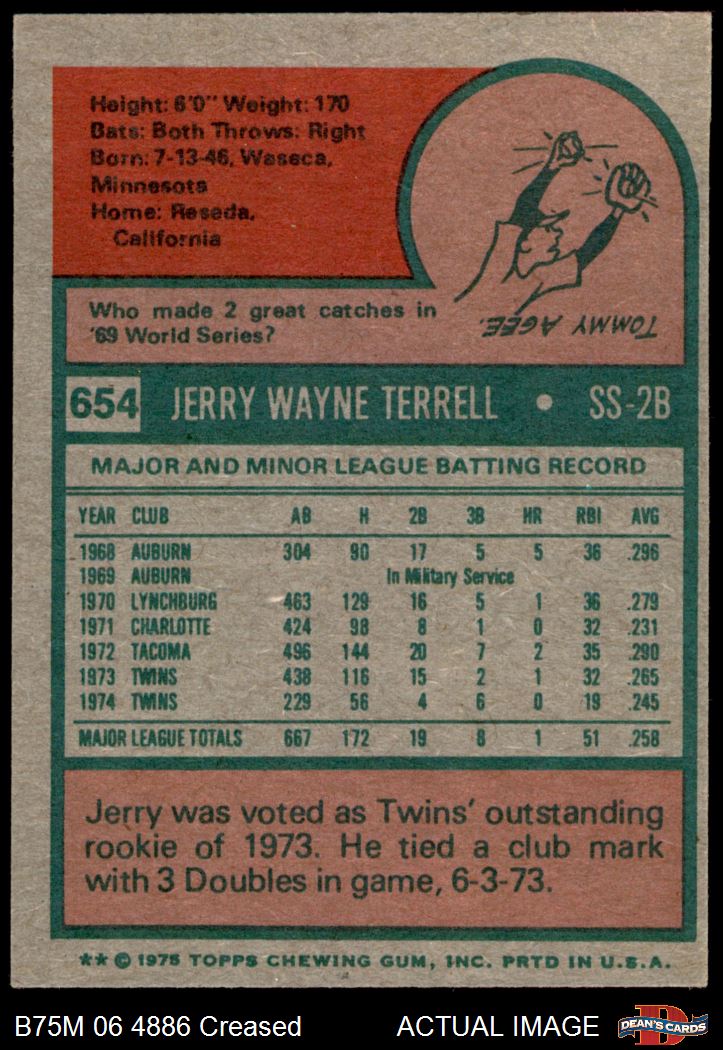 Height: 6'0" Weight: 170
Bats: Both Throws: Right
Born: 7-13-46, Waseca,
Minnesota
Home: Reseda,
California
Who made 2 great catches in
'69 World Series?
TOMMY AGEE.
654 JERRY WAYNE TERRELL • SS-2B
MAJOR AND MINOR LEAGUE BATTING RECORD
YEAR CLUB AB H 2B 3B HR RBI AVG
1968 AUBURN 304 90 17 5 5 36 .296
1969 AUBURN In Military Service
1970 LYNCHBURG 463 129 16 5 1 36 .279
1971 CHARLOTTE 424 98 8 1 0 32 .231
1972 TACOMA 496 144 20 7 2 35 .290
1973 TWINS 438 116 15 2 1 32 .265
1974 TWINS 229 56 4 6 0 19 .245
MAJOR LEAGUE TOTALS 667 172 19 8 1 51 .258
Jerry was voted as Twins' outstanding
rookie of 1973. He tied a club mark
with 3 Doubles in game, 6-3-73.
** © 1975 TOPPS CHEWING GUM, INC. PRTD IN U.S.A.
B75M 06 4886 Creased ACTUAL IMAGE
D
DEAN'S CARDS